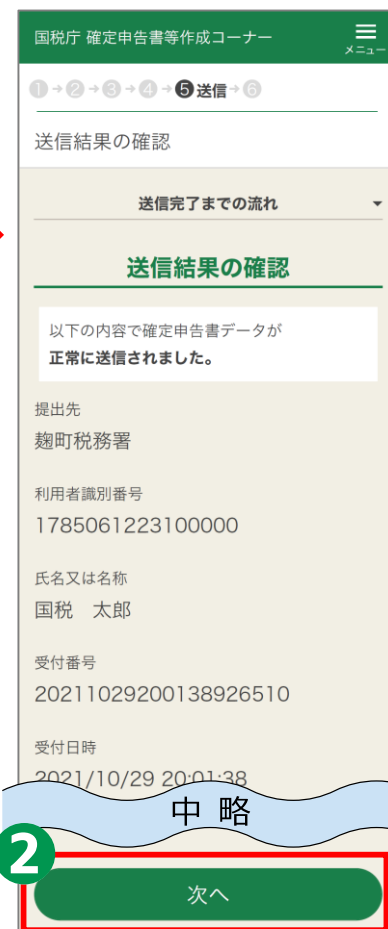 国税庁 確定申告書等作成コーナー
メニュー
1→2→3→4→5送信→6
送信結果の確認
送信完了までの流れ
送信結果の確認
以下の内容で確定申告書データが
正常に送信されました。
提出先
麹町税務署
利用者識別番号
1785061223100000
氏名又は名称
国税　太郎
受付番号
20211029200138926510
受付日時
2021/10/29 20:01:38
中 略
2
次へ